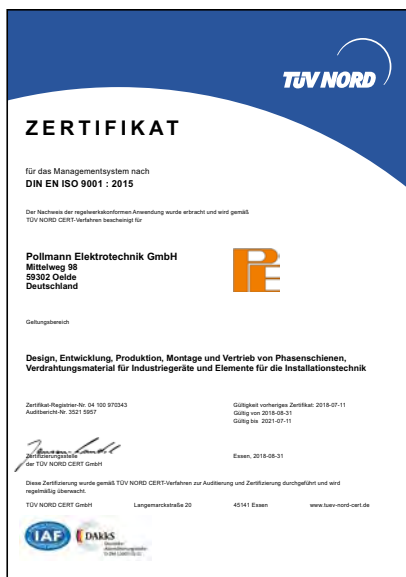 TÜV NORD
ZERTIFIKAT
für das Managementsystem nach
DIN EN ISO 9001 : 2015
Der Nachweis der regelwerkskonformen Anwendung wurde erbracht und wird gemäß
TÜV NORD CERT-Verfahren bescheinigt für
Pollmann Elektrotechnik GmbH
Mittelweg 98
59302 Oelde
Deutschland
PE
Geltungsbereich
Design, Entwicklung, Produktion, Montage und Vertrieb von Phasenschienen,
Verdrahtungsmaterial für Industriegeräte und Elemente für die Installationstechnik
Zertifikat-Registrier-Nr. 04 100 970343
Auditbericht-Nr. 3521 5957
Gültigkeit vorheriges Zertifikat: 2018-07-11
Gültig von 2018-08-31
Gültig bis 2021-07-11
Zertifizierungsstelle
der TÜV NORD CERT GmbH
Essen, 2018-08-31
Diese Zertifizierung wurde gemäß TÜV NORD CERT-Verfahren zur Auditierung und Zertifizierung durchgeführt und wird
regelmäßig überwacht.
TÜV NORD CERT GmbH Langemarckstraße 20 45141 Essen www.tuev-nord-cert.de
IAF
DAkkS
Deutsche
Akkreditierungsstelle